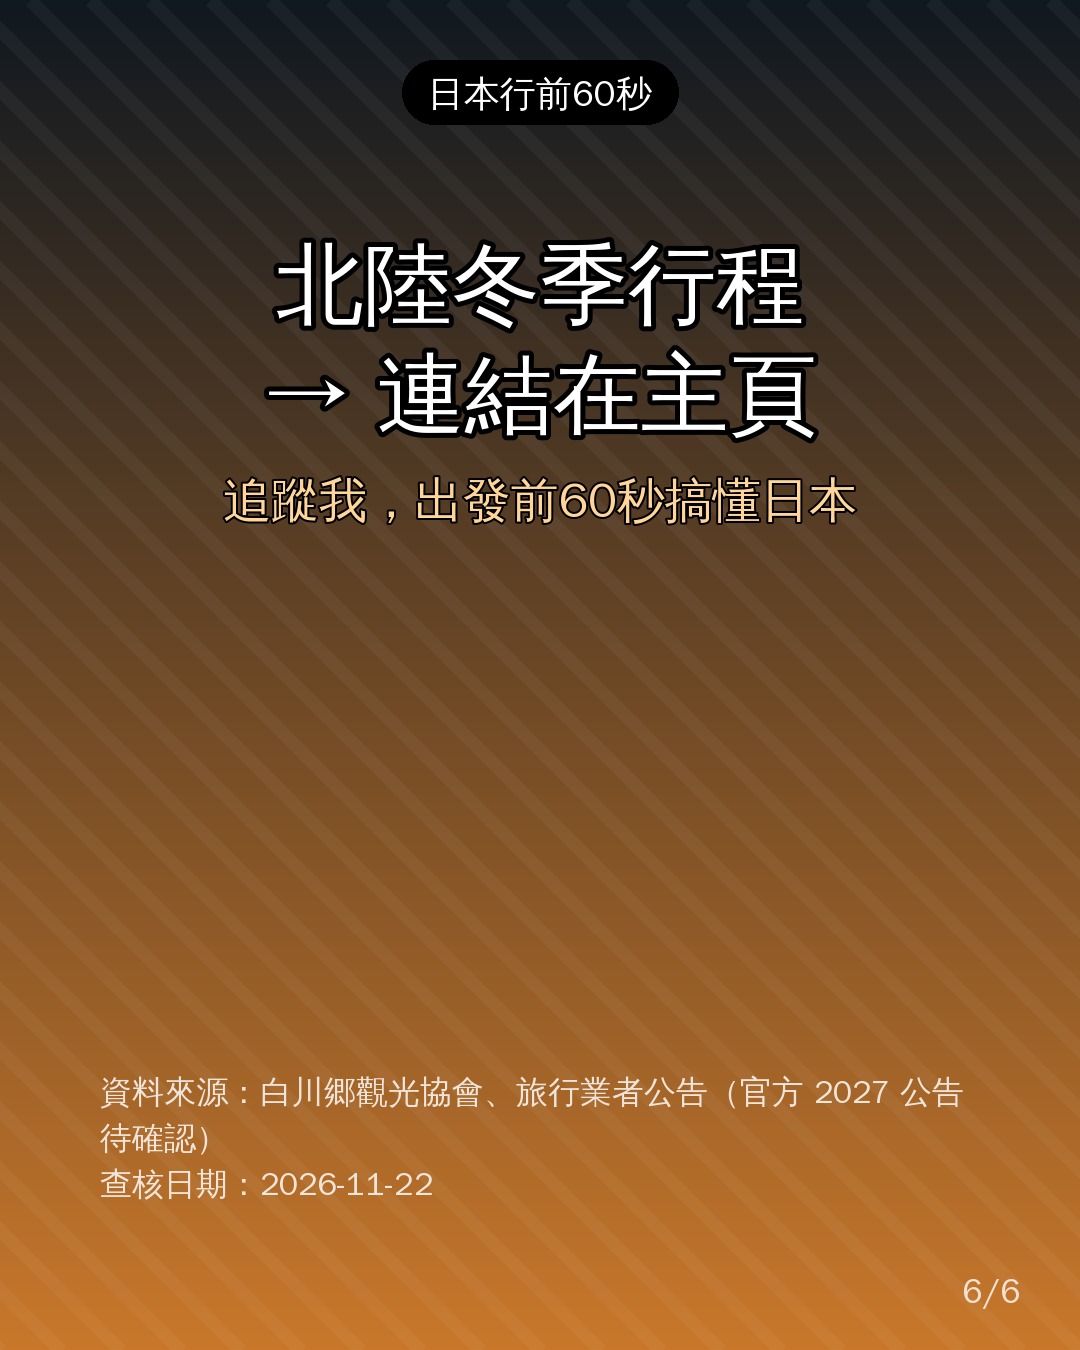 日本行前60秒
北陸冬季行程
→ 連結在主頁
追蹤我，出發前60秒搞懂日本
資料來源：白川郷觀光協會、旅行業者公告（官方 2027 公告
待確認）
查核日期：2026-11-22
6/6